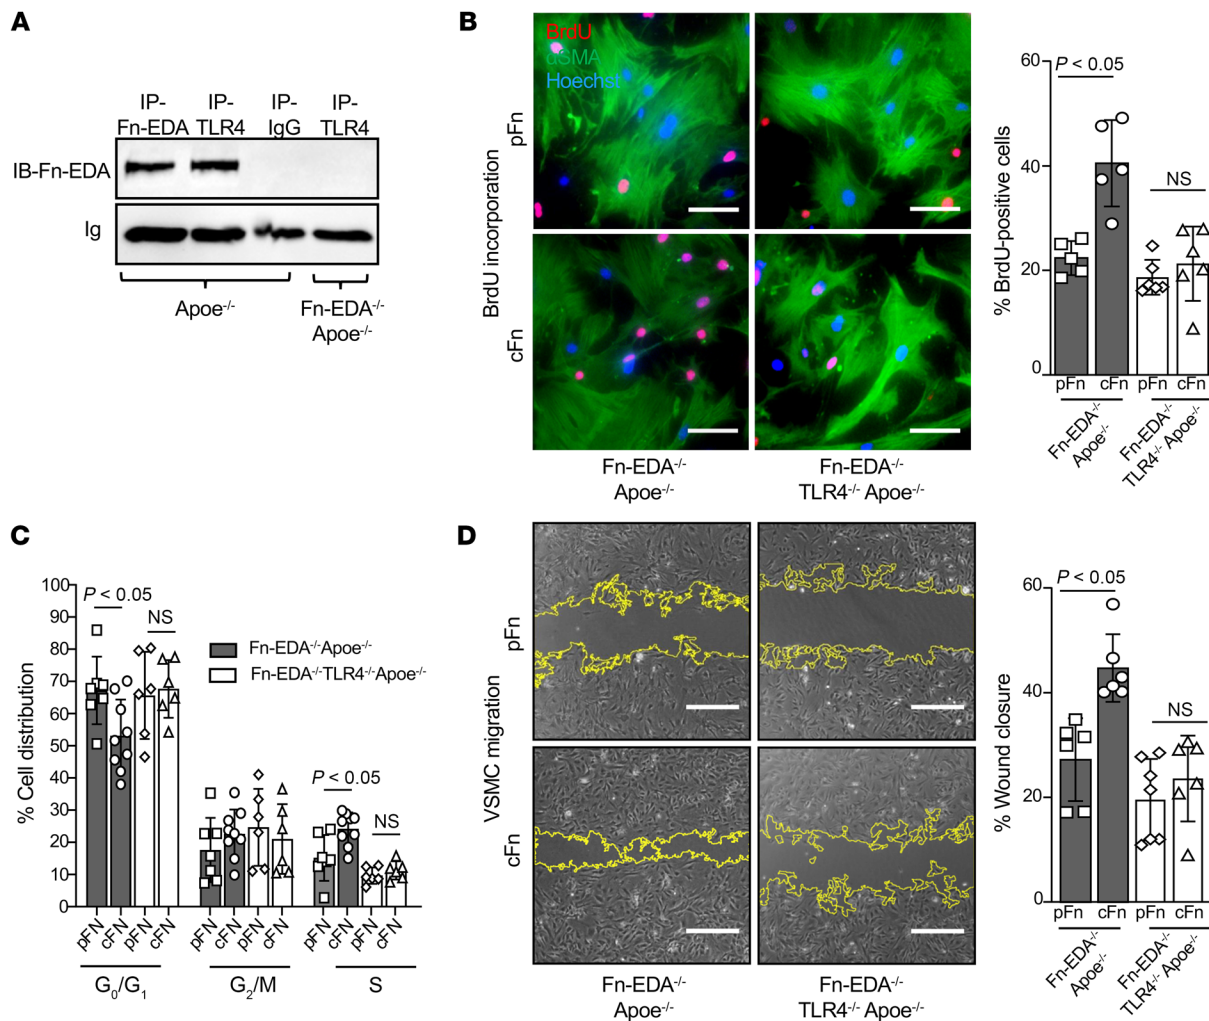 A
IP-
Fn-EDA
IP-
TLR4
IP-
IgG
IP-
TLR4
IB-Fn-EDA
Ig
Apoe-/-
Fn-EDA-/-
Apoe-/-
B
BrdU
αSMA
Hoechst
BrdU incorporation
pFn
cFn
Fn-EDA-/-
Apoe-/-
Fn-EDA-/-
TLR4-/- Apoe-/-
% BrdU-positive cells
60
40
20
0
P < 0.05
NS
pFn
cFn
pFn
cFn
Fn-EDA-/-
Apoe-/-
Fn-EDA-/-
TLR4-/- Apoe-/-
C
% Cell distribution
100
90
80
70
60
50
40
30
20
10
0
P < 0.05
NS
Fn-EDA-/-Apoe-/-
Fn-EDA-/-TLR4-/-Apoe-/-
P < 0.05
NS
pFN
cFN
pFN
cFN
pFN
cFN
pFN
cFN
pFN
cFN
pFN
cFN
G0/G1
G2/M
S
D
VSMC migration
pFn
cFn
Fn-EDA-/-
Apoe-/-
Fn-EDA-/-
TLR4-/- Apoe-/-
% Wound closure
60
40
20
0
P < 0.05
NS
pFn
cFn
pFn
cFn
Fn-EDA-/-
Apoe-/-
Fn-EDA-/-
TLR4-/- Apoe-/-